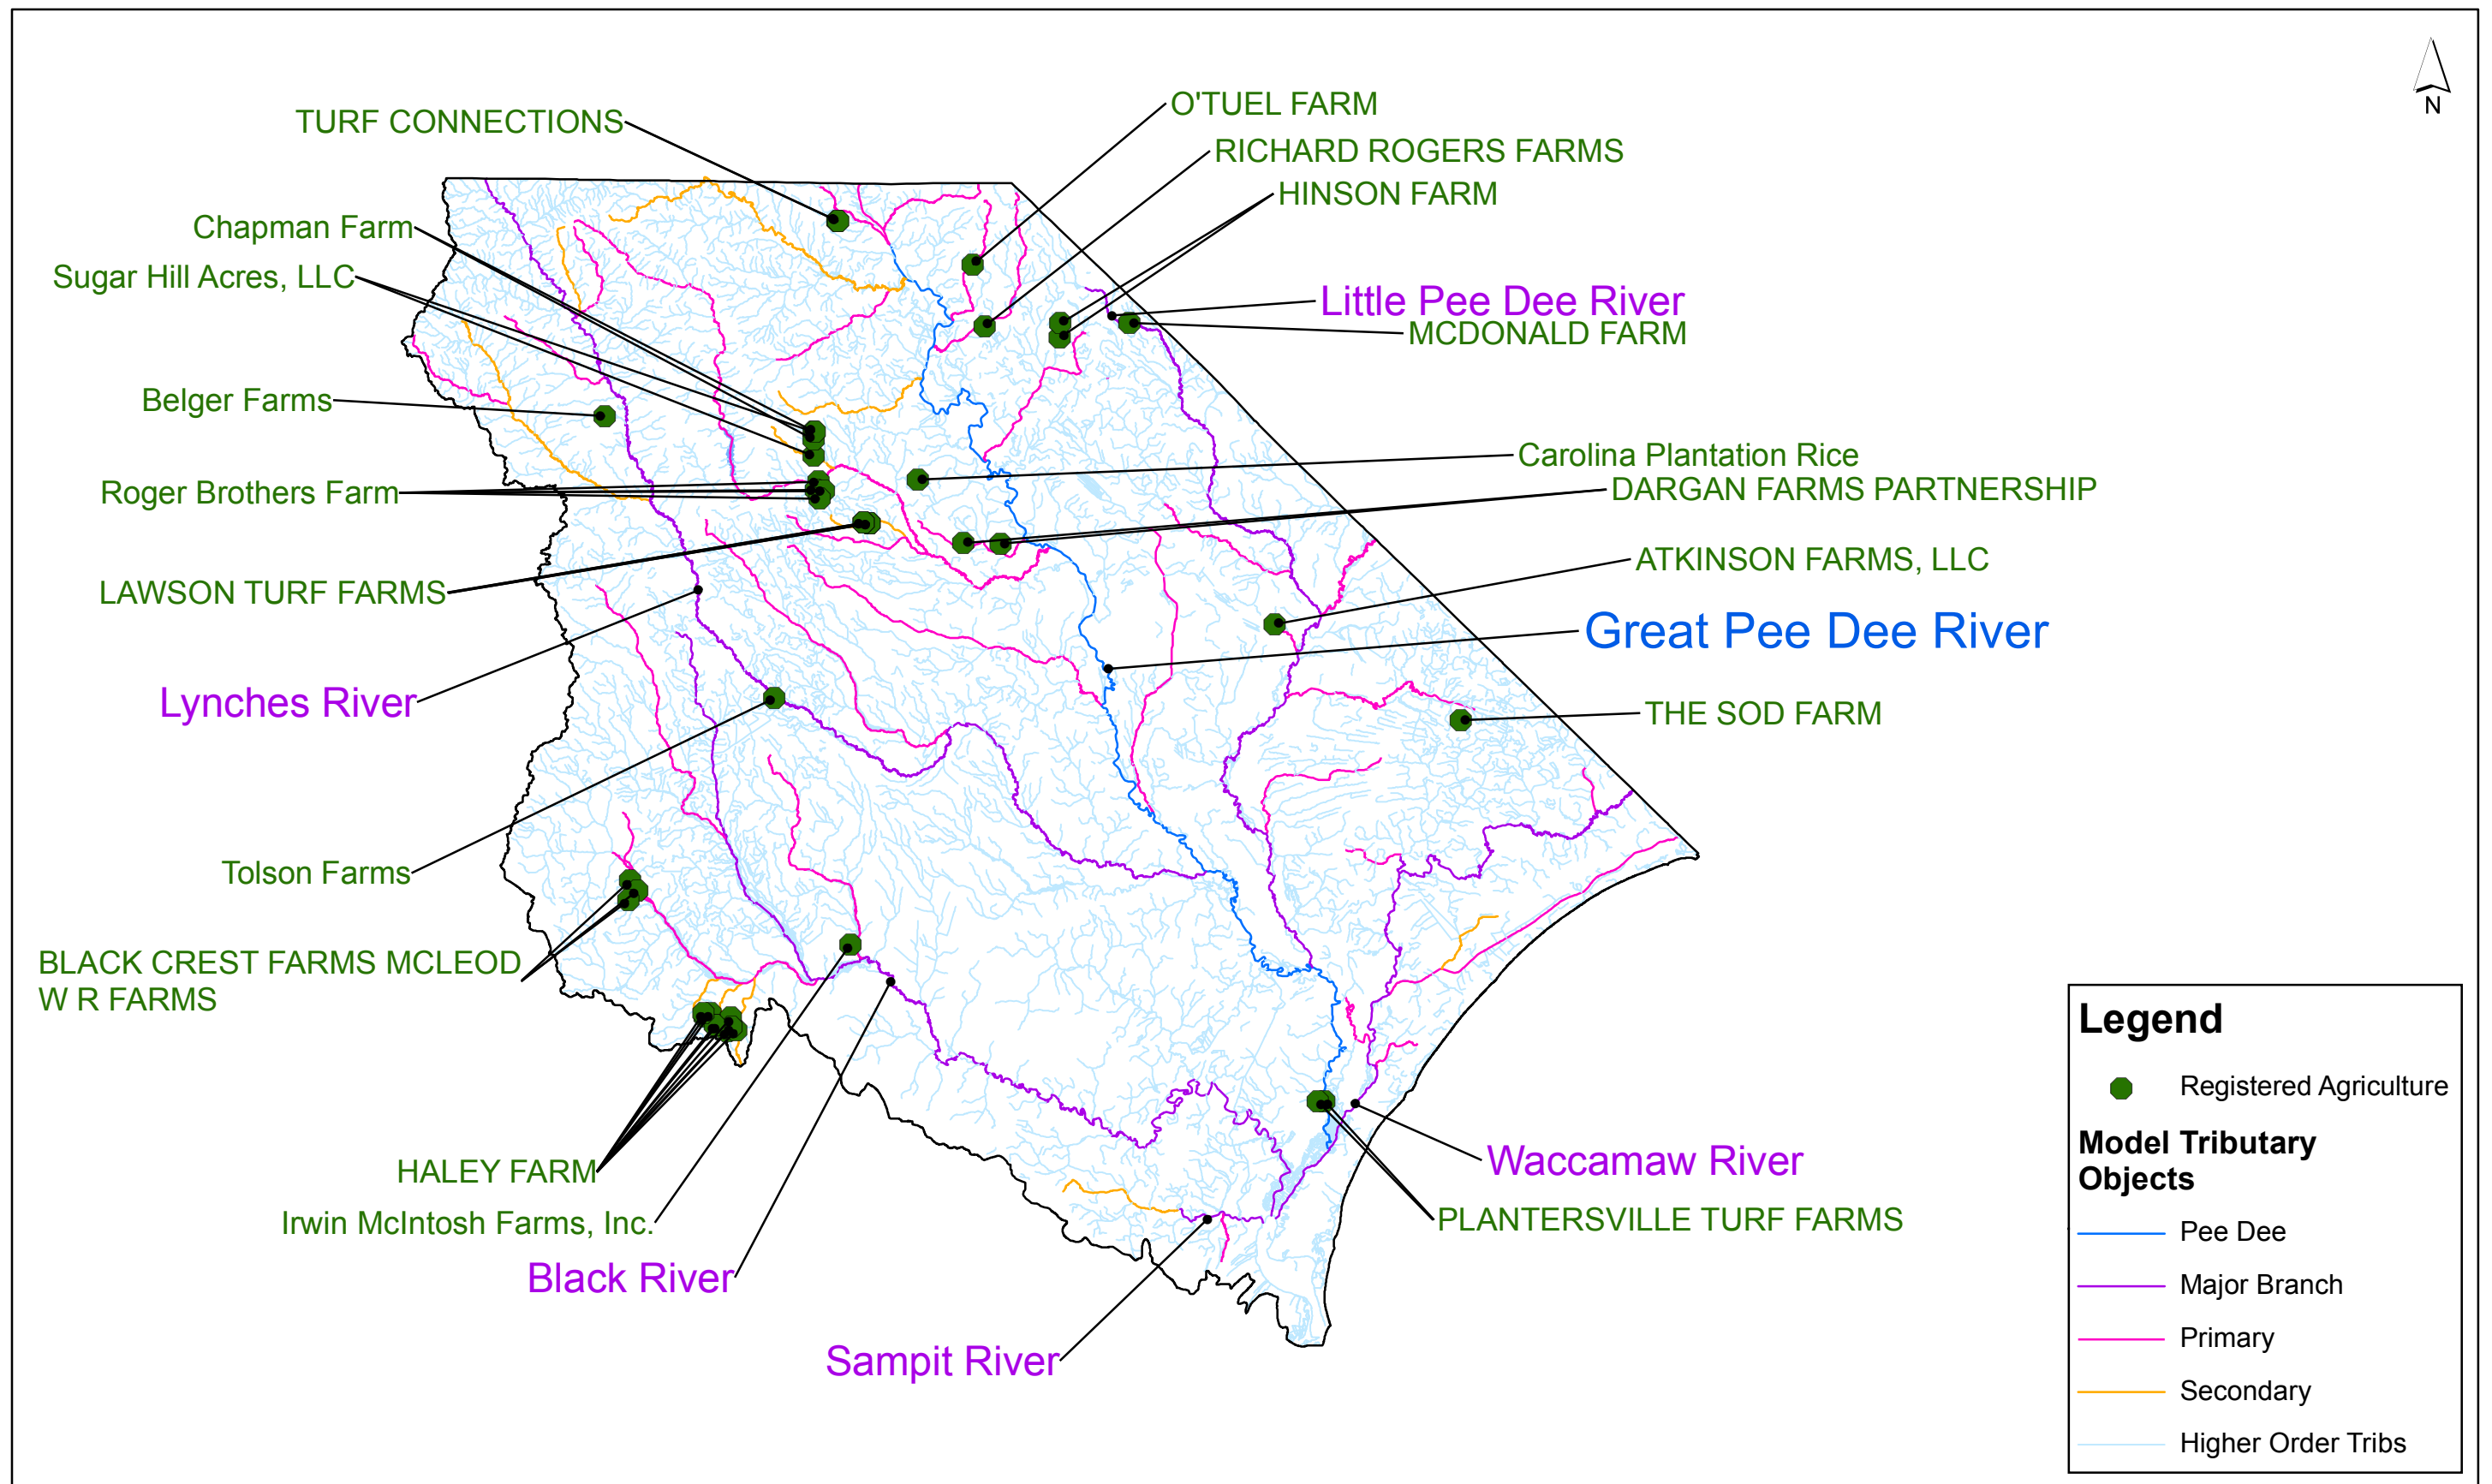 N
O'TUEL FARM
TURF CONNECTIONS
RICHARD ROGERS FARMS
HINSON FARM
Chapman Farm
Sugar Hill Acres, LLC
Little Pee Dee River
MCDONALD FARM
Belger Farms
Carolina Plantation Rice
Roger Brothers Farm
DARGAN FARMS PARTNERSHIP
ATKINSON FARMS, LLC
LAWSON TURF FARMS
Great Pee Dee River
Lynches River
THE SOD FARM
Tolson Farms
BLACK CREST FARMS MCLEOD
W R FARMS
HALEY FARM
Waccamaw River
Irwin McIntosh Farms, Inc.
PLANTERSVILLE TURF FARMS
Black River
Sampit River
Legend
Registered Agriculture
Model Tributary
Objects
Pee Dee
Major Branch
Primary
Secondary
Higher Order Tribs